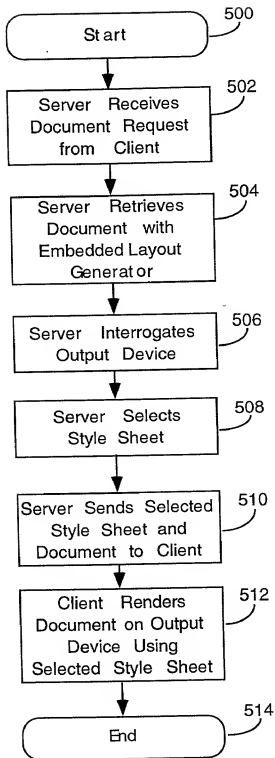 Start
500
Server Receives
Document Request
from Client
502
Server Retrieves
Document with
Embedded Layout
Generator
504
Server Interrogates
Output Device
506
Server Selects
Style Sheet
508
Server Sends Selected
Style Sheet and
Document to Client
510
Client Renders
Document on Output
Device Using
Selected Style Sheet
512
End
514